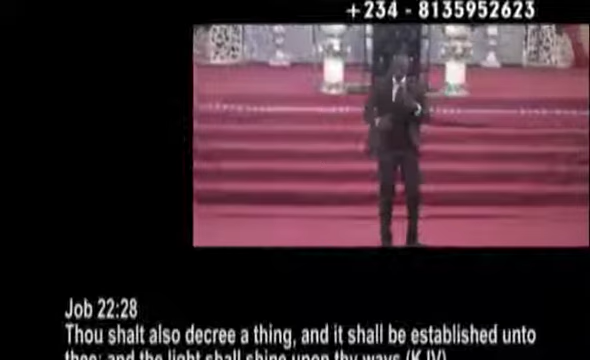 +234 - 8135952623
Job 22:28
Thou shalt also decree a thing, and it shall be established unto
thee: and the light shall shine upon thy ways (KJV)